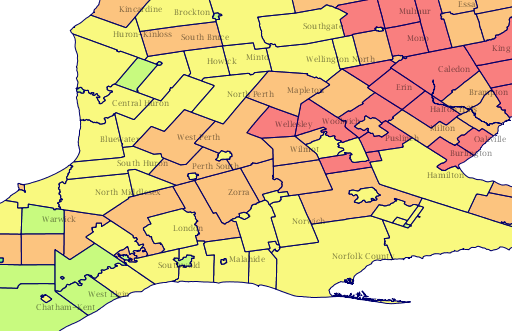 Kincardine
Brockton
Essa
Mulmur
Southgate
Huron-Kinloss
South Bruce
Mono
King
Howick
Minto
Wellington North
Caledon
Erin
Mapleton
North Perth
Brampton
Central Huron
Halton Hills
Wellesley
Woolwich
Milton
Bluewater
West Perth
Puslinch
Oakville
Wilmot
Burlington
South Huron
Perth South
Hamilton
North Middlesex
Zorra
Warwick
Norwich
London
Norfolk County
Southwold
Malahide
West Elgin
Chatham-Kent